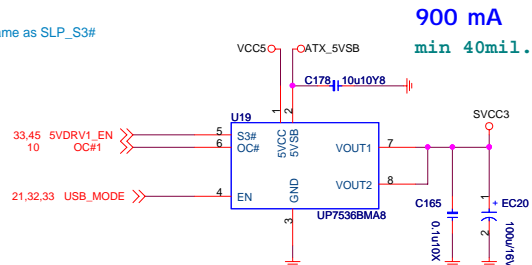 900 mA
ame as SLP_S3#
min 40mil.
VCC5
ATX_5VSB
C178
10u10Y8
SVCC3
U19
1
2
33,45 5VDRV1_EN
5
S3#
5VCC
5VSB
VOUT1
7
10 OC#1
6
OC#
VOUT2
8
21,32,33 USB_MODE
4
EN
GND
3
UP7536BMA8
C165
0.1u10X
1
+ EC20
2
100u/16V